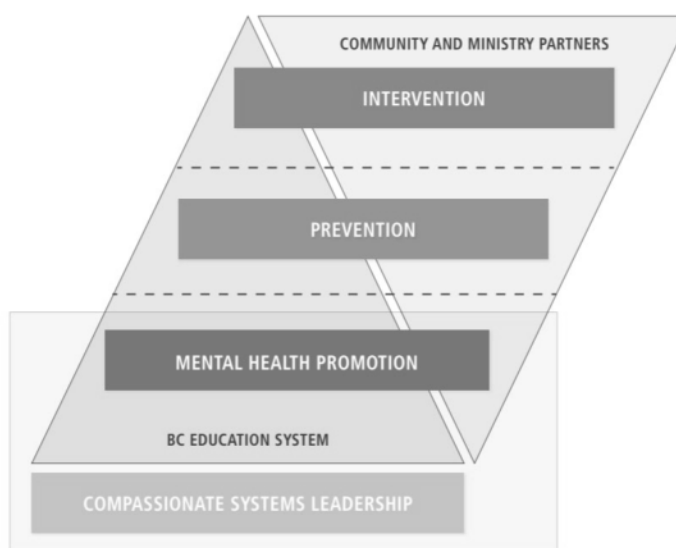 COMMUNITY AND MINISTRY PARTNERS
INTERVENTION
PREVENTION
MENTAL HEALTH PROMOTION
BC EDUCATION SYSTEM
COMPASSIONATE SYSTEMS LEADERSHIP